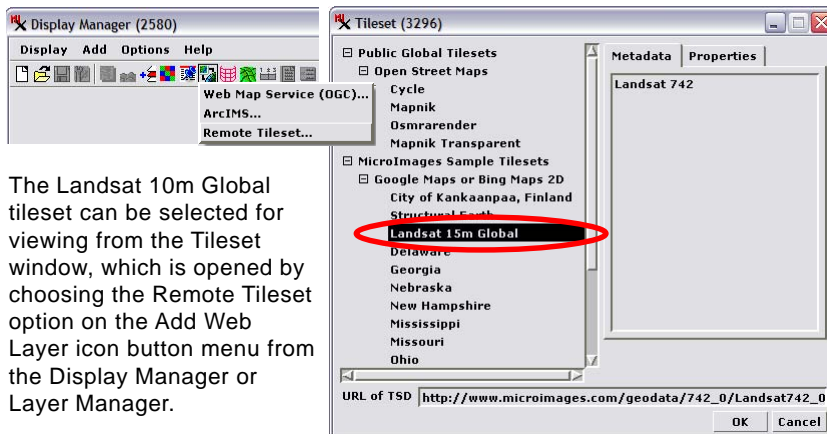 Display Manager (2580)
Display Add Options Help
Web Map Service (OGC)...
ArcIMS...
Remote Tileset...
The Landsat 10m Global
tileset can be selected for
viewing from the Tileset
window, which is opened by
choosing the Remote Tileset
option on the Add Web
Layer icon button menu from
the Display Manager or
Layer Manager.
Tileset (3296)
Public Global Tilesets
Open Street Maps
Cycle
Mapnik
Osmrarender
Mapnik Transparent
MicroImages Sample Tilesets
Google Maps or Bing Maps 2D
City of Kankaanpaa, Finland
Structural Earth
Landsat 15m Global
Delaware
Georgia
Nebraska
New Hampshire
Mississippi
Missouri
Ohio
Metadata Properties
Landsat 742
URL of TSD http://www.microimages.com/geodata/742_0/Landsat742_0
OK Cancel